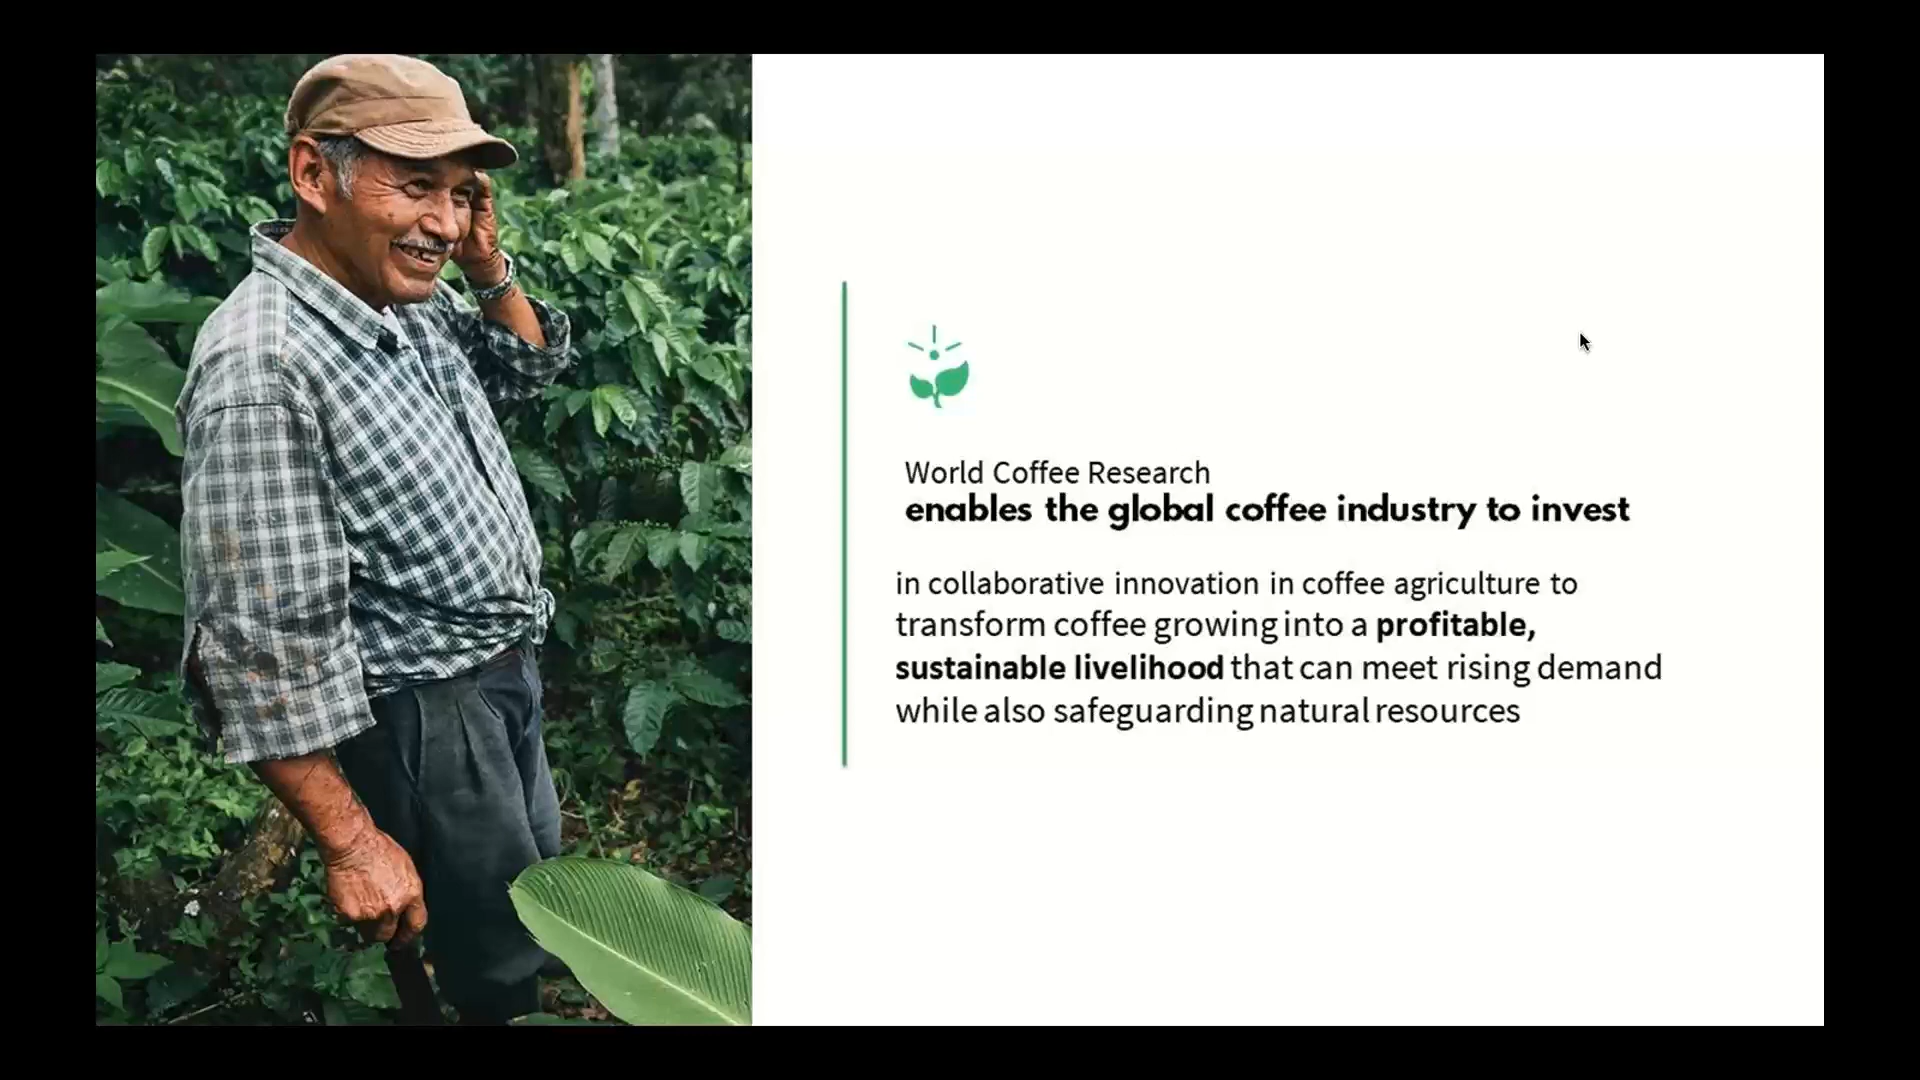 World Coffee Research
enables the global coffee industry to invest
in collaborative innovation in coffee agriculture to
transform coffee growing into a profitable,
sustainable livelihood that can meet rising demand
while also safeguarding natural resources